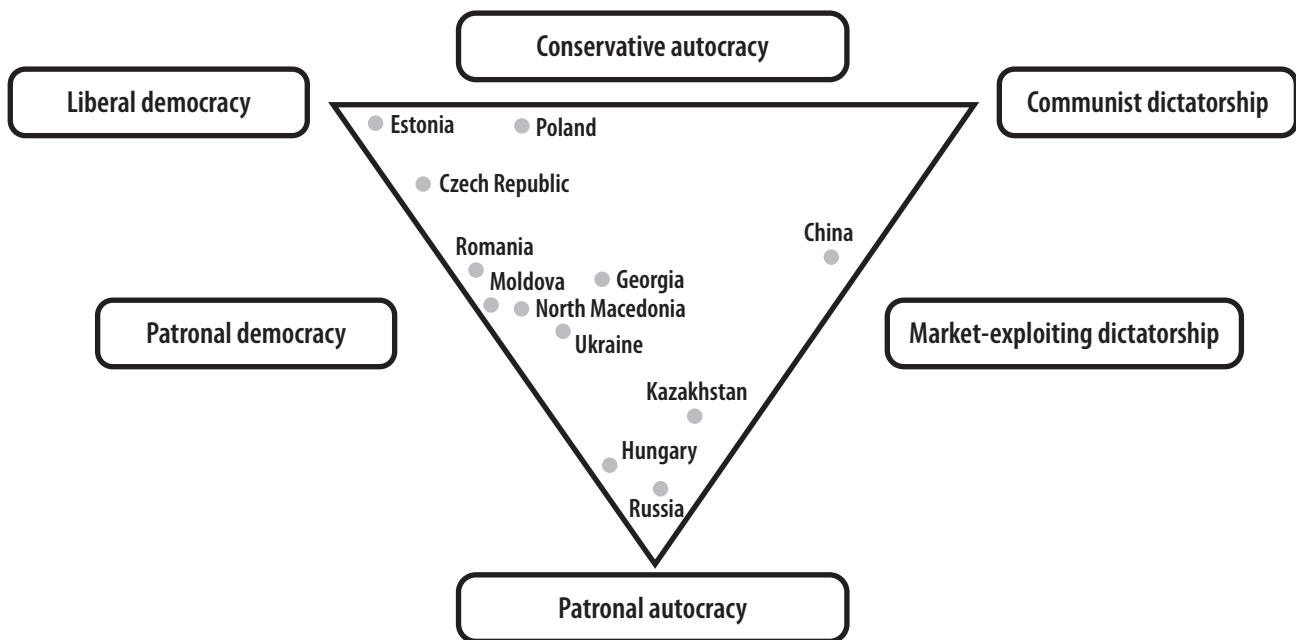 Conservative autocracy
Liberal democracy
Communist dictatorship
Estonia
Poland
Czech Republic
China
Romania
Georgia
Moldova
North Macedonia
Patronal democracy
Market-exploiting dictatorship
Ukraine
Kazakhstan
Hungary
Russia
Patronal autocracy